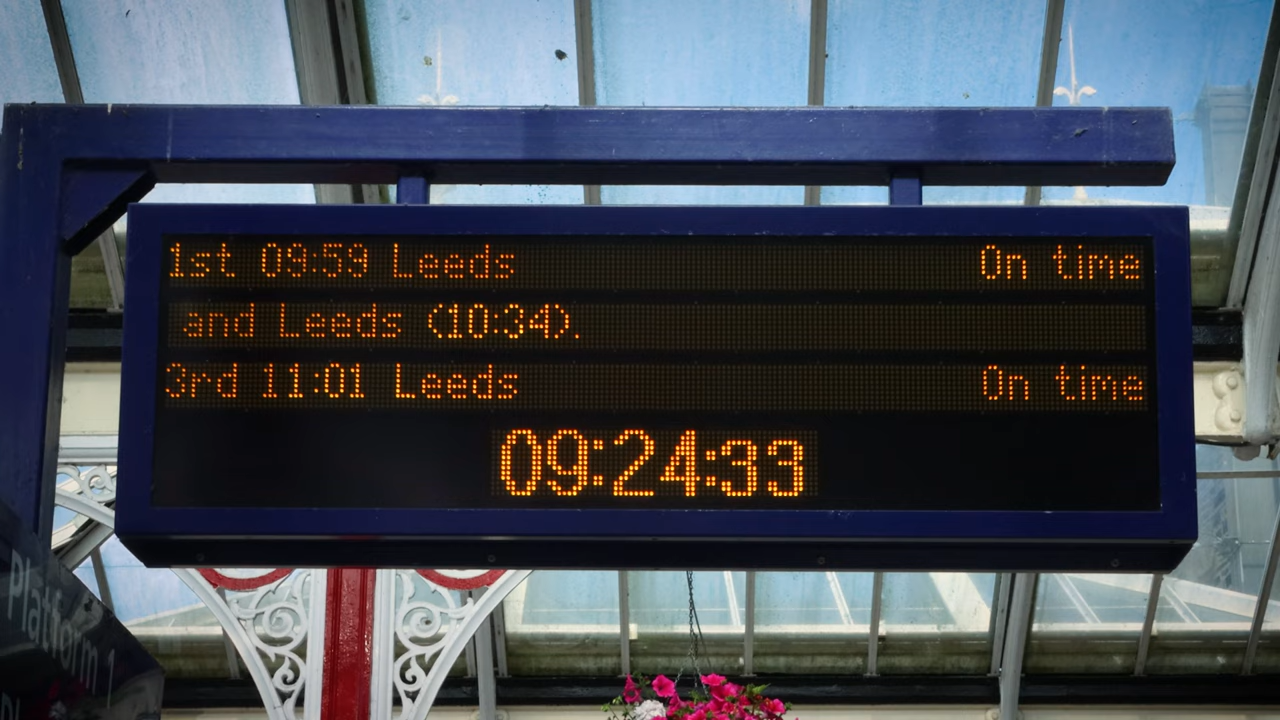 1st 09:59 Leeds On time
and Leeds (10:34).
3rd 11:01 Leeds On time
09:24:33
Platform 1